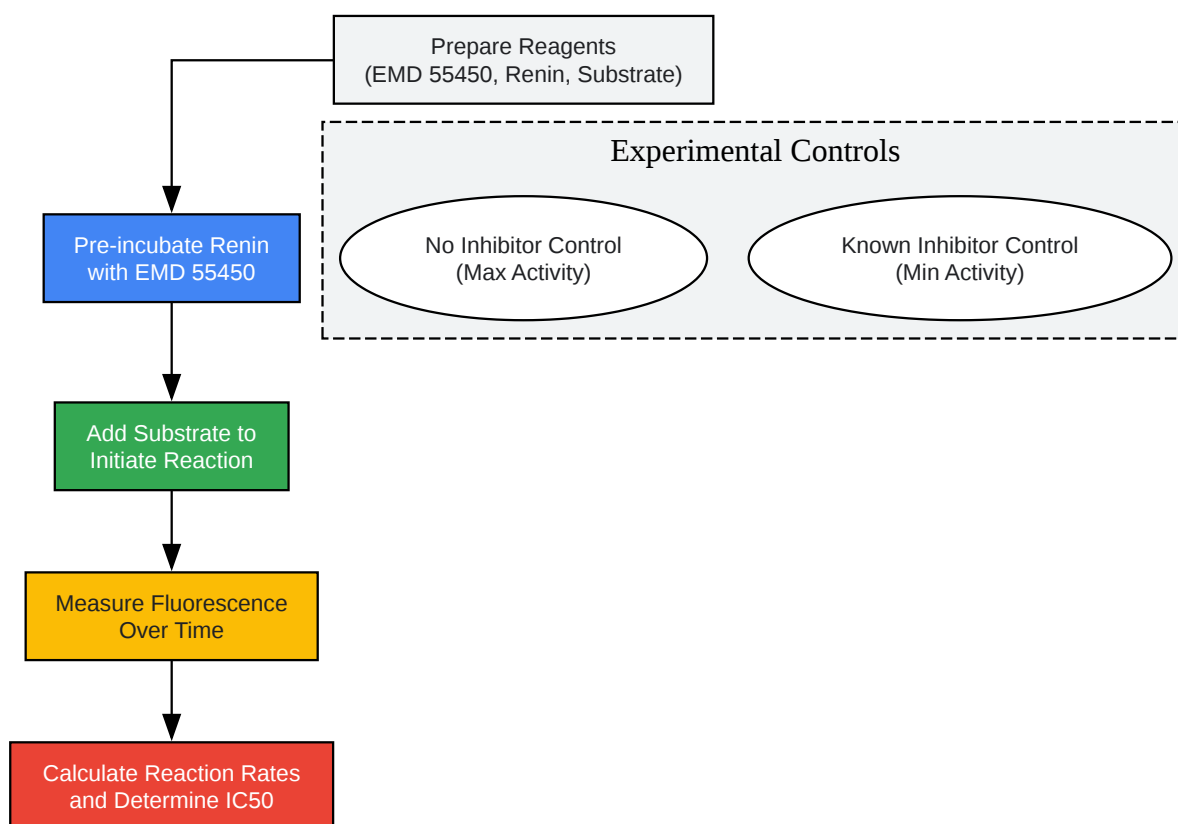 Prepare Reagents
(EMD 55450, Renin, Substrate)
Experimental Controls
No Inhibitor Control
(Max Activity)
Known Inhibitor Control
(Min Activity)
Pre-incubate Renin
with EMD 55450
Add Substrate to
Initiate Reaction
Measure Fluorescence
Over Time
Calculate Reaction Rates
and Determine IC50